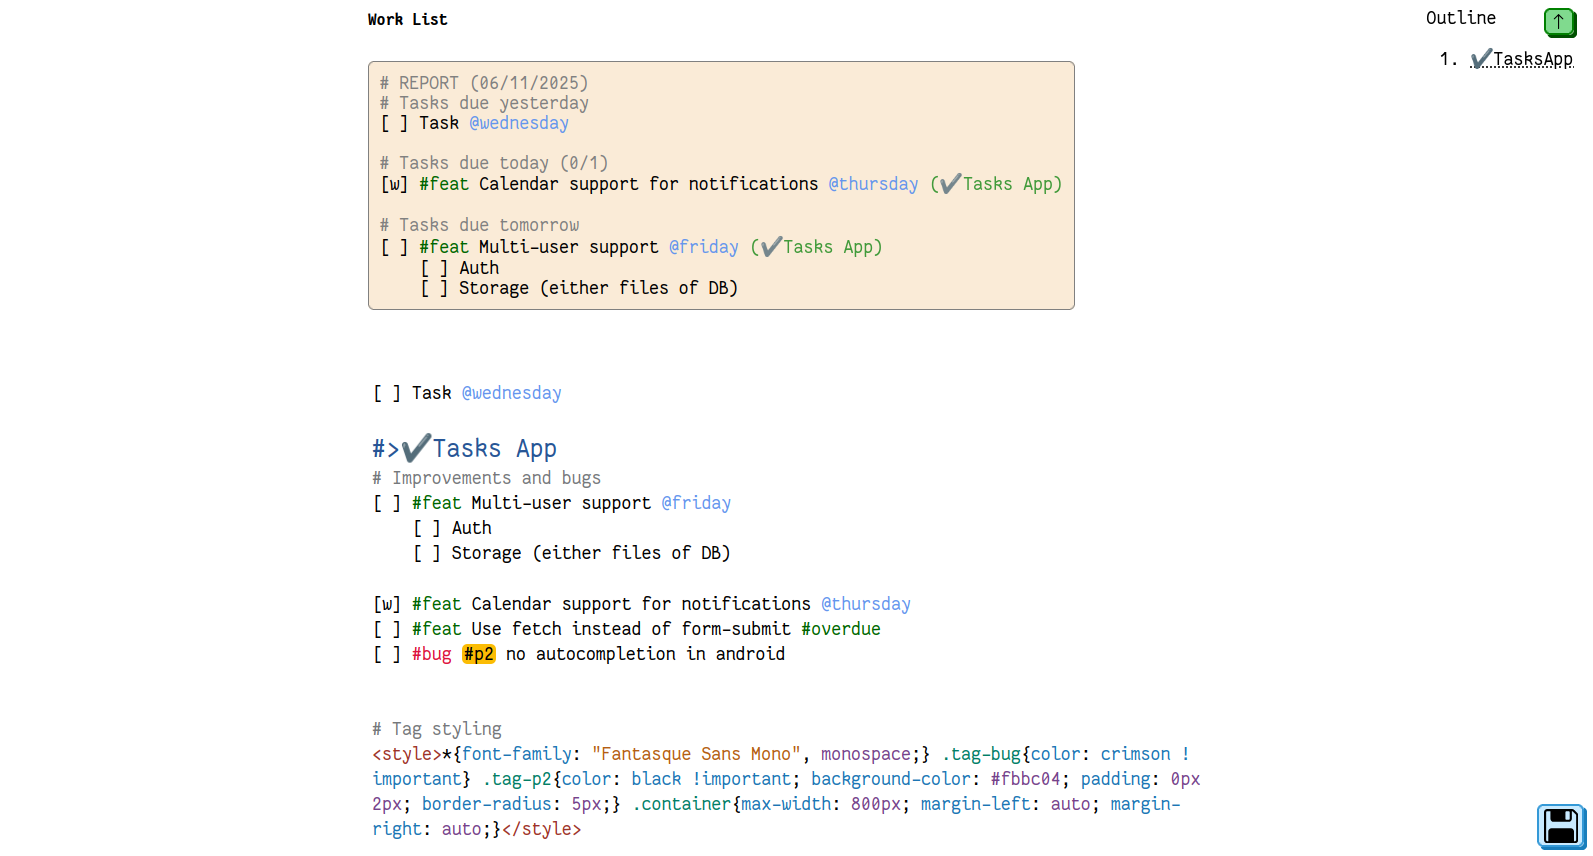 Work List
Outline
↑
1. ✔TasksApp
# REPORT (06/11/2025)
# Tasks due yesterday
[ ] Task @wednesday
# Tasks due today (0/1)
[w] #feat Calendar support for notifications @thursday (✔Tasks App)
# Tasks due tomorrow
[ ] #feat Multi-user support @friday (✔Tasks App)
[ ] Auth
[ ] Storage (either files of DB)
[ ] Task @wednesday
#>✔Tasks App
# Improvements and bugs
[ ] #feat Multi-user support @friday
[ ] Auth
[ ] Storage (either files of DB)
[w] #feat Calendar support for notifications @thursday
[ ] #feat Use fetch instead of form-submit #overdue
[ ] #bug #p2 no autocompletion in android
# Tag styling
<style>*{font-family: "Fantasque Sans Mono", monospace;} .tag-bug{color: crimson !
important} .tag-p2{color: black !important; background-color: #fbbc04; padding: 0px
2px; border-radius: 5px;} .container{max-width: 800px; margin-left: auto; margin-
right: auto;}</style>